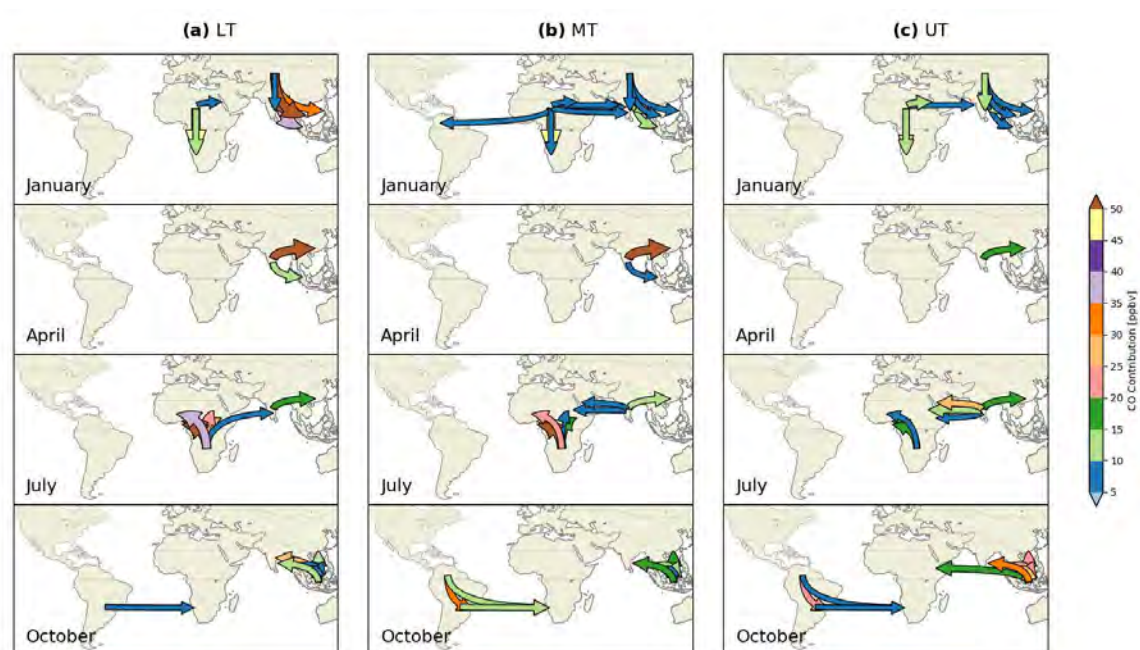 (a) LT
(b) MT
(c) UT
January
January
January
April
April
April
July
July
July
October
October
October
50
45
40
35
30
25
20
15
10
5
CO Contribution [ppbv]